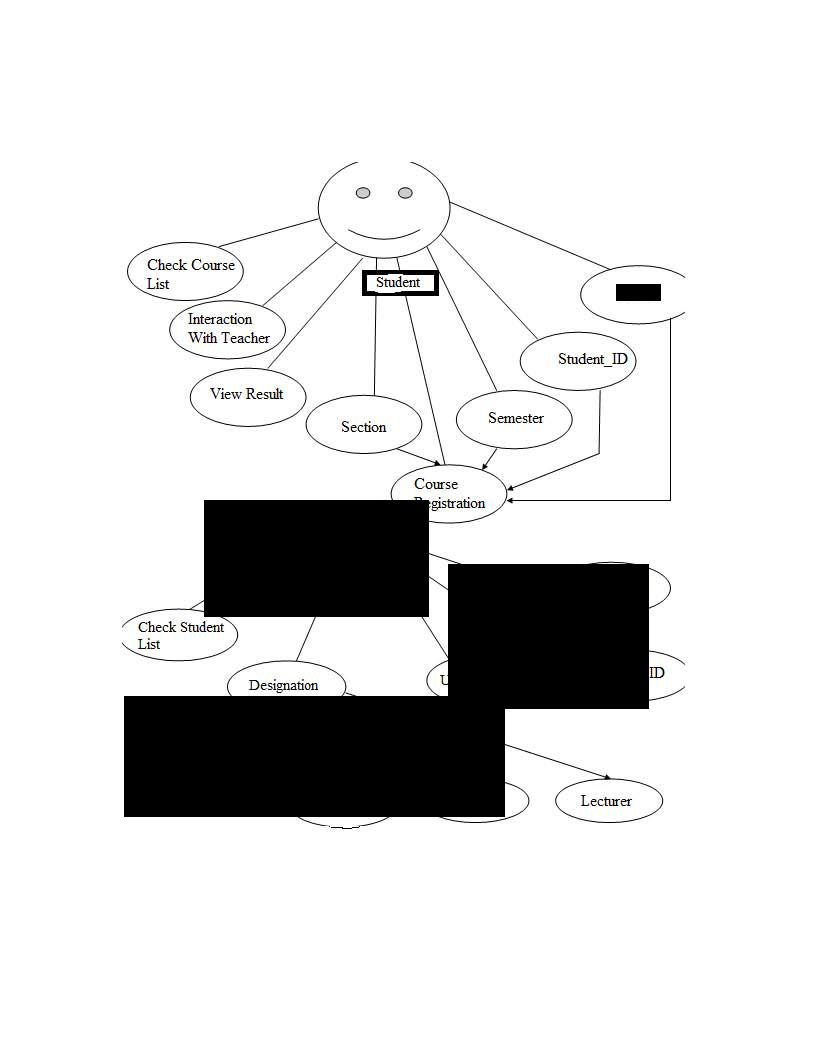 Student
Check Course
List
Interaction
With Teacher
Student_ID
View Result
Semester
Section
Course
Registration
Check Student
List
ID
Designation
Lecturer